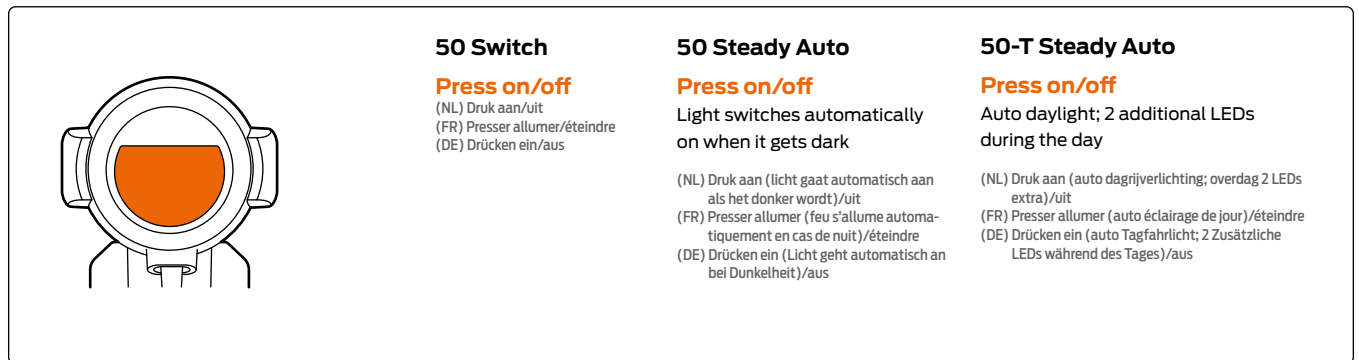 50 Switch
Press on/off
(NL) Druk aan/uit
(FR) Presser allumer/éteindre
(DE) Drücken ein/aus
50 Steady Auto
Press on/off
Light switches automatically
on when it gets dark
(NL) Druk aan (licht gaat automatisch aan
als het donker wordt)/uit
(FR) Presser allumer (feu s'allume automa-
tiquement en cas de nuit)/éteindre
(DE) Drücken ein (Licht geht automatisch an
bei Dunkelheit)/aus
50-T Steady Auto
Press on/off
Auto daylight; 2 additional LEDs
during the day
(NL) Druk aan (auto dagrijverlichting; overdag 2 LEDs
extra)/uit
(FR) Presser allumer (auto éclairage de jour)/éteindre
(DE) Drücken ein (auto Tagfahrlicht; 2 Zusätzliche
LEDs während des Tages)/aus